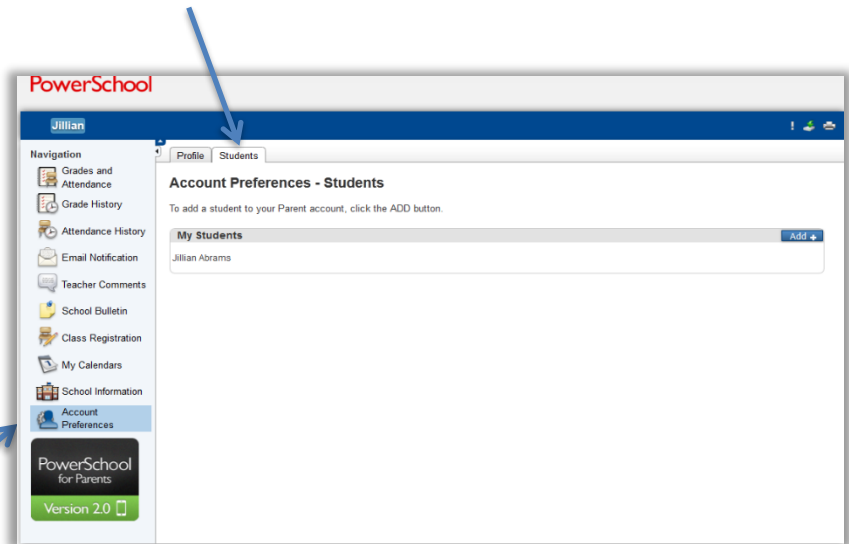 PowerSchool
Jillian
Navigation
Grades and
Attendance
Grade History
Attendance History
Email Notification
Teacher Comments
School Bulletin
Class Registration
My Calendars
School Information
Account
Preferences
PowerSchool
for Parents
Version 2.0
Profile
Students
Account Preferences - Students
To add a student to your Parent account, click the ADD button.
My Students
Add +
Jillian Abrams